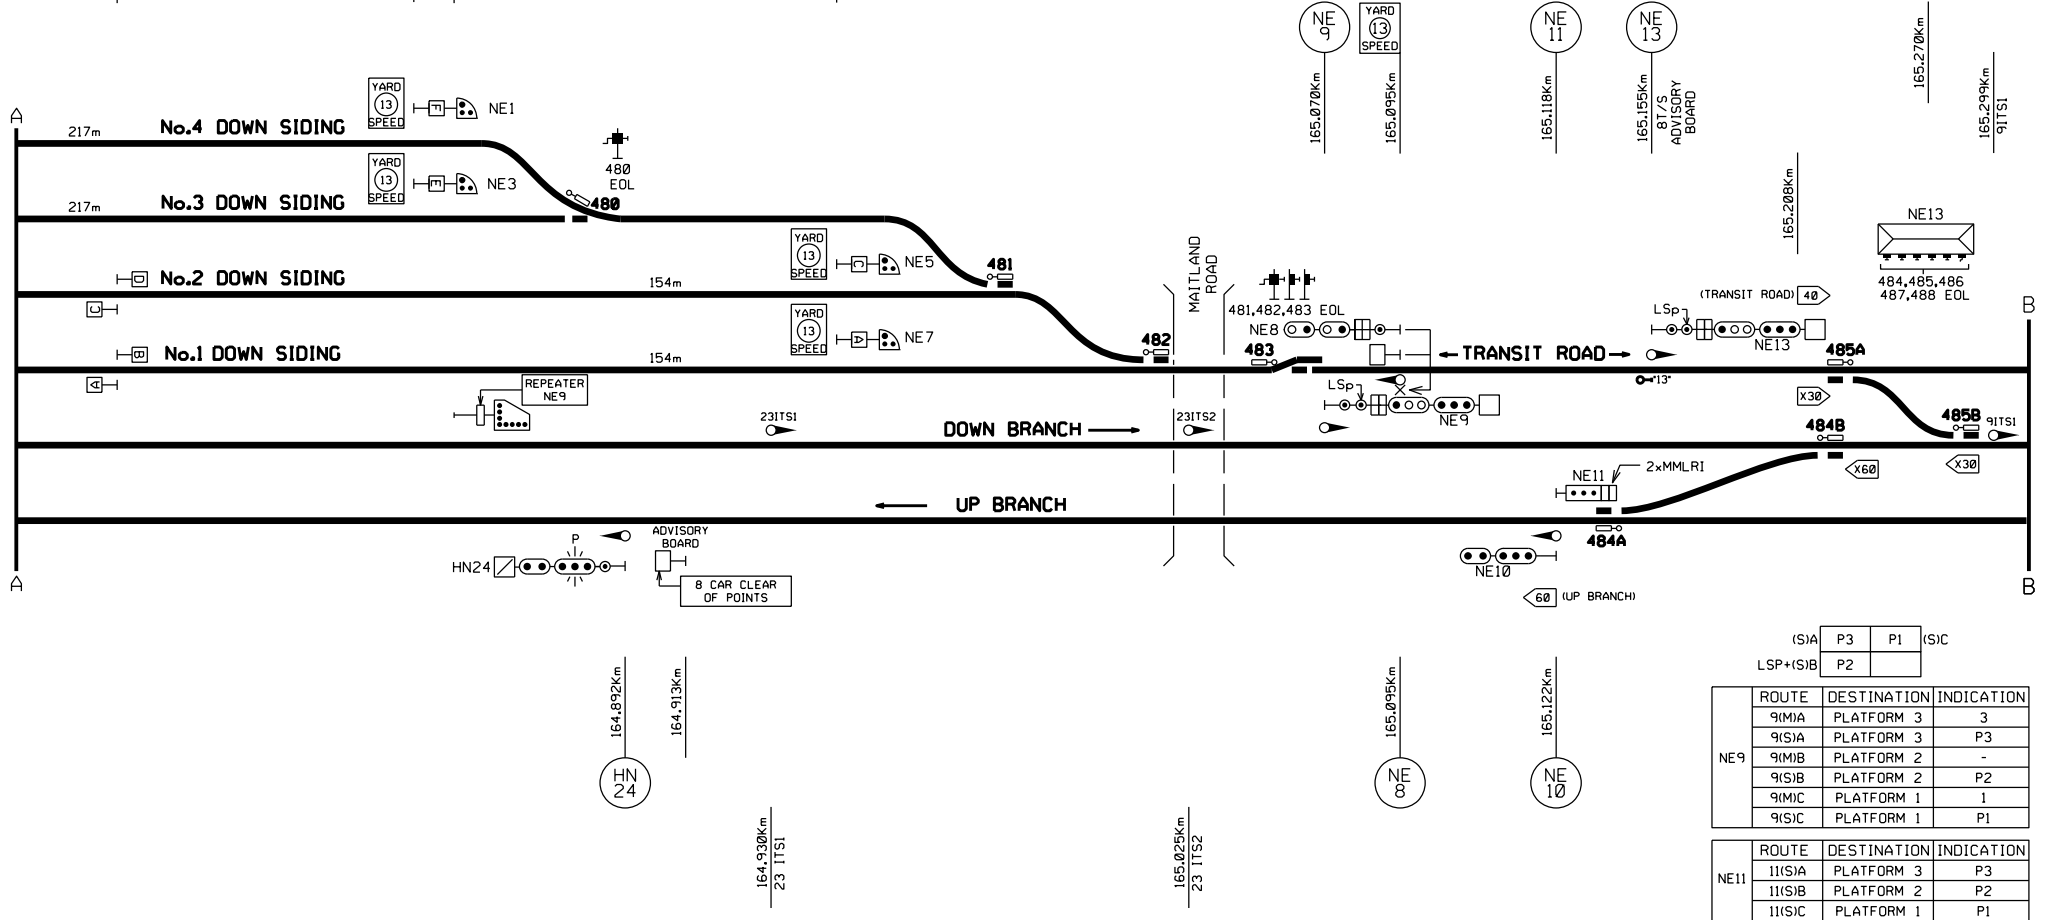 NE
9
YARD
13
SPEED
NE
11
NE
13
165.070Km
165.095Km
165.118Km
165.155Km
8T/S
ADVISORY
BOARD
165.270Km
165.299Km
9ITS1
165.208Km
A
YARD
13
SPEED
F
NE1
217m
No.4 DOWN SIDING
480
EOL
YARD
13
SPEED
E
NE3
217m
No.3 DOWN SIDING
480
YARD
13
SPEED
C
NE5
481
D
No.2 DOWN SIDING
154m
C
MAITLAND
ROAD
481,482,483 EOL
NE13
484,485,486
487,488 EOL
(TRANSIT ROAD)
40
B
YARD
13
SPEED
A
NE7
482
NE8
483
LSp
NE13
485A
B
No.1 DOWN SIDING
154m
TRANSIT ROAD
A
REPEATER
NE9
LSp
X
"13"
X30
NE9
23ITS1
DOWN BRANCH
23ITS2
484B
485B
9ITS1
X60
X30
NE11
2xMMLRI
UP BRANCH
ADVISORY
BOARD
P
484A
HN24
8 CAR CLEAR
OF POINTS
NE10
60
(UP BRANCH)
A
B
(S)A P3 P1 (S)C
LSP+(S)B P2
164.892Km
164.913Km
165.095Km
165.122Km
HN
24
NE
8
NE
10
164.930Km
23 ITS1
165.025Km
23 ITS2
ROUTE DESTINATION INDICATION
9(M)A PLATFORM 3 3
9(S)A PLATFORM 3 P3
NE9 9(M)B PLATFORM 2 -
9(S)B PLATFORM 2 P2
9(M)C PLATFORM 1 1
9(S)C PLATFORM 1 P1
ROUTE DESTINATION INDICATION
NE11 11(S)A PLATFORM 3 P3
11(S)B PLATFORM 2 P2
11(S)C PLATFORM 1 P1